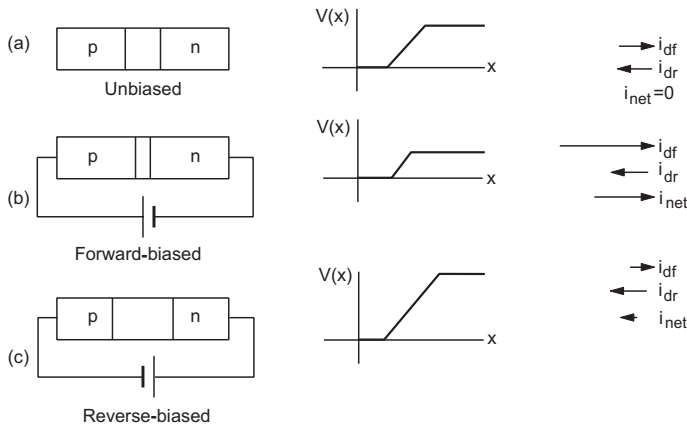 (a)
p n
Unbiased
V(x)
x
i_df
i_dr
i_net=0
(b)
p n
Forward-biased
V(x)
x
i_df
i_dr
i_net
(c)
p n
Reverse-biased
V(x)
x
i_df
i_dr
i_net